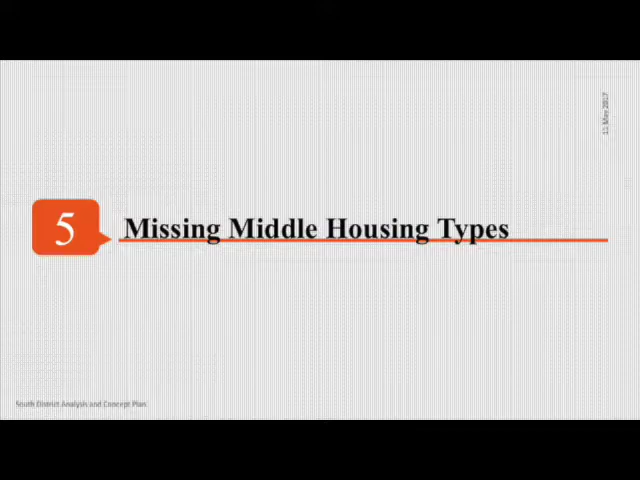 11 May 2017
5
Missing Middle Housing Types
South District Analysis and Concept Plan